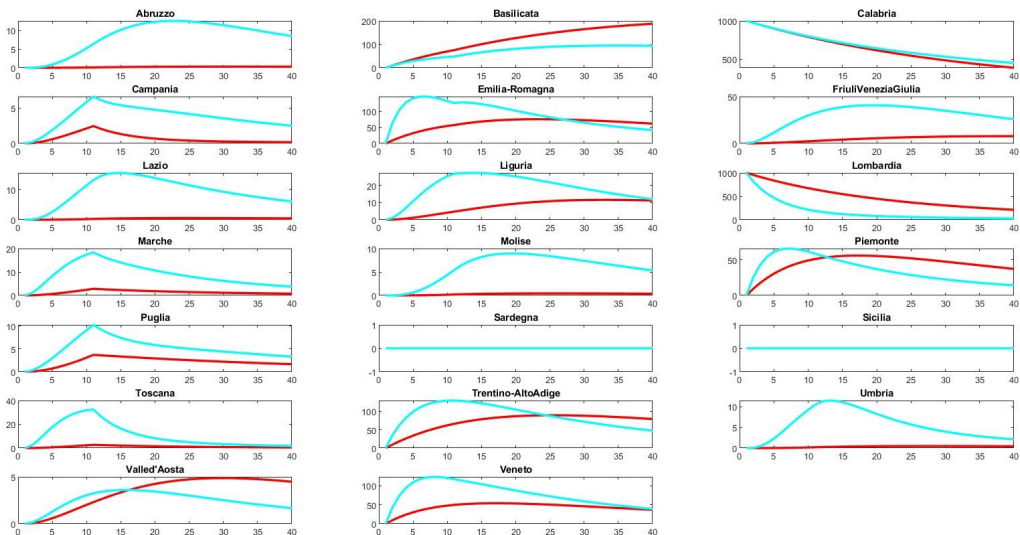 Abruzzo
10
5
0
0 5 10 15 20 25 30 35 40
Basilicata
200
100
0
0 5 10 15 20 25 30 35 40
Calabria
1000
500
0 5 10 15 20 25 30 35 40
Campania
5
0
0 5 10 15 20 25 30 35 40
Emilia-Romagna
100
50
0
0 5 10 15 20 25 30 35 40
FriuliVeneziaGiulia
50
0
0 5 10 15 20 25 30 35 40
Lazio
10
5
0
0 5 10 15 20 25 30 35 40
Liguria
20
10
0
0 5 10 15 20 25 30 35 40
Lombardia
1000
500
0
0 5 10 15 20 25 30 35 40
Marche
20
10
0
0 5 10 15 20 25 30 35 40
Molise
10
5
0
0 5 10 15 20 25 30 35 40
Piemonte
50
0
0 5 10 15 20 25 30 35 40
Puglia
10
5
0
0 5 10 15 20 25 30 35 40
Sardegna
1
0
-1
0 5 10 15 20 25 30 35 40
Sicilia
1
0
-1
0 5 10 15 20 25 30 35 40
Toscana
40
20
0
0 5 10 15 20 25 30 35 40
Trentino-AltoAdige
100
50
0
0 5 10 15 20 25 30 35 40
Umbria
10
5
0
0 5 10 15 20 25 30 35 40
Valled'Aosta
5
0
0 5 10 15 20 25 30 35 40
Veneto
100
50
0
0 5 10 15 20 25 30 35 40